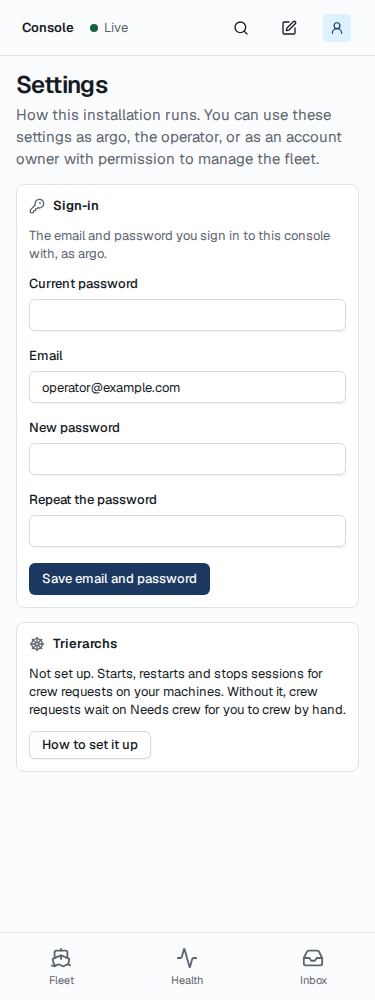 Console
Live
Settings
How this installation runs. You can use these
settings as argo, the operator, or as an account
owner with permission to manage the fleet.
Sign-in
The email and password you sign in to this console
with, as argo.
Current password
Email
operator@example.com
New password
Repeat the password
Save email and password
Trierarchs
Not set up. Starts, restarts and stops sessions for
crew requests on your machines. Without it, crew
requests wait on Needs crew for you to crew by hand.
How to set it up
Fleet
Health
Inbox